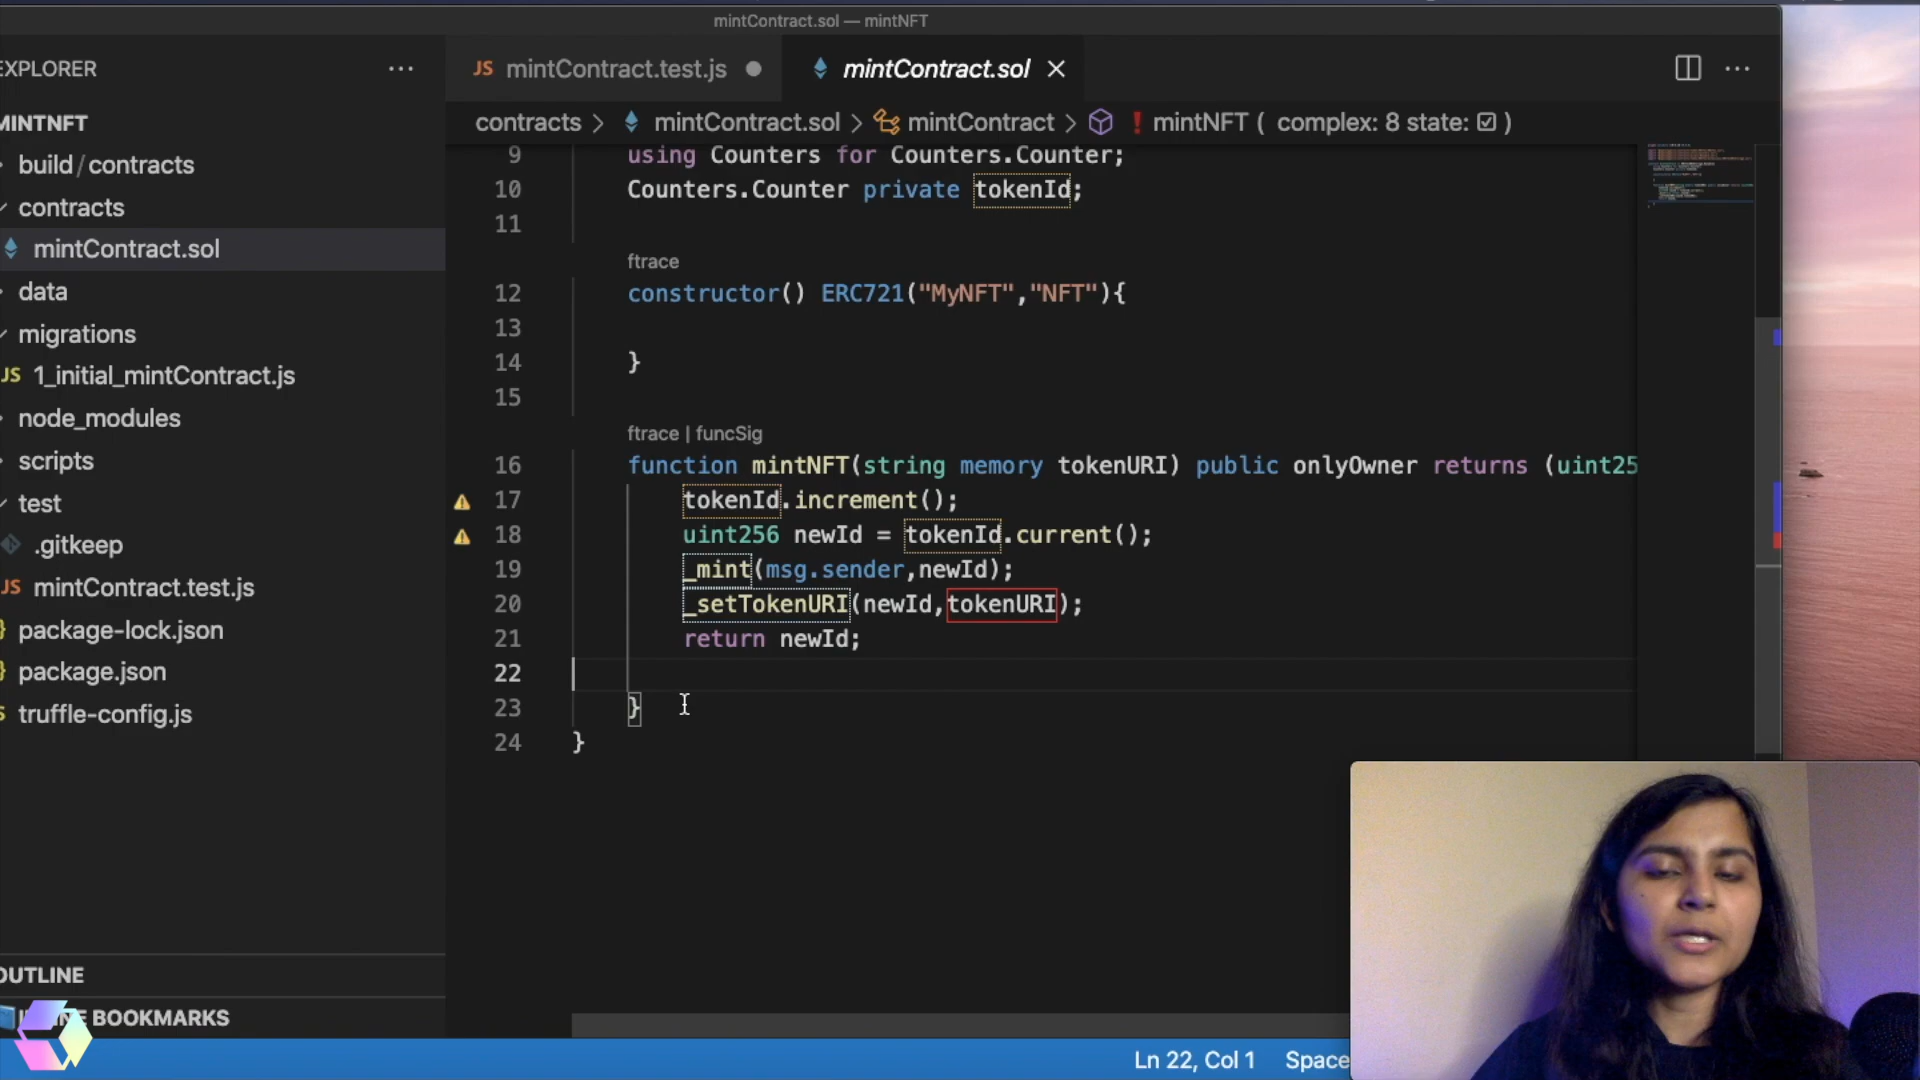 mintContract.sol — mintNFT
EXPLORER
mintContract.test.js
mintContract.sol
contracts > mintContract.sol > mintContract > mintNFT ( complex: 8 state: )
MINTNFT
build/contracts
contracts
mintContract.sol
data
migrations
1_initial_mintContract.js
node_modules
scripts
test
.gitkeep
mintContract.test.js
package-lock.json
package.json
truffle-config.js
OUTLINE
BOOKMARKS
9 using Counters for Counters.Counter;
10 Counters.Counter private tokenId;
11
ftrace
12 constructor() ERC721("MyNFT","NFT"){
13
14 }
15
ftrace | funcSig
16 function mintNFT(string memory tokenURI) public onlyOwner returns (uint25
17 tokenId.increment();
18 uint256 newId = tokenId.current();
19 _mint(msg.sender,newId);
20 _setTokenURI(newId,tokenURI);
21 return newId;
22
23 }
24 }
Ln 22, Col 1 Space